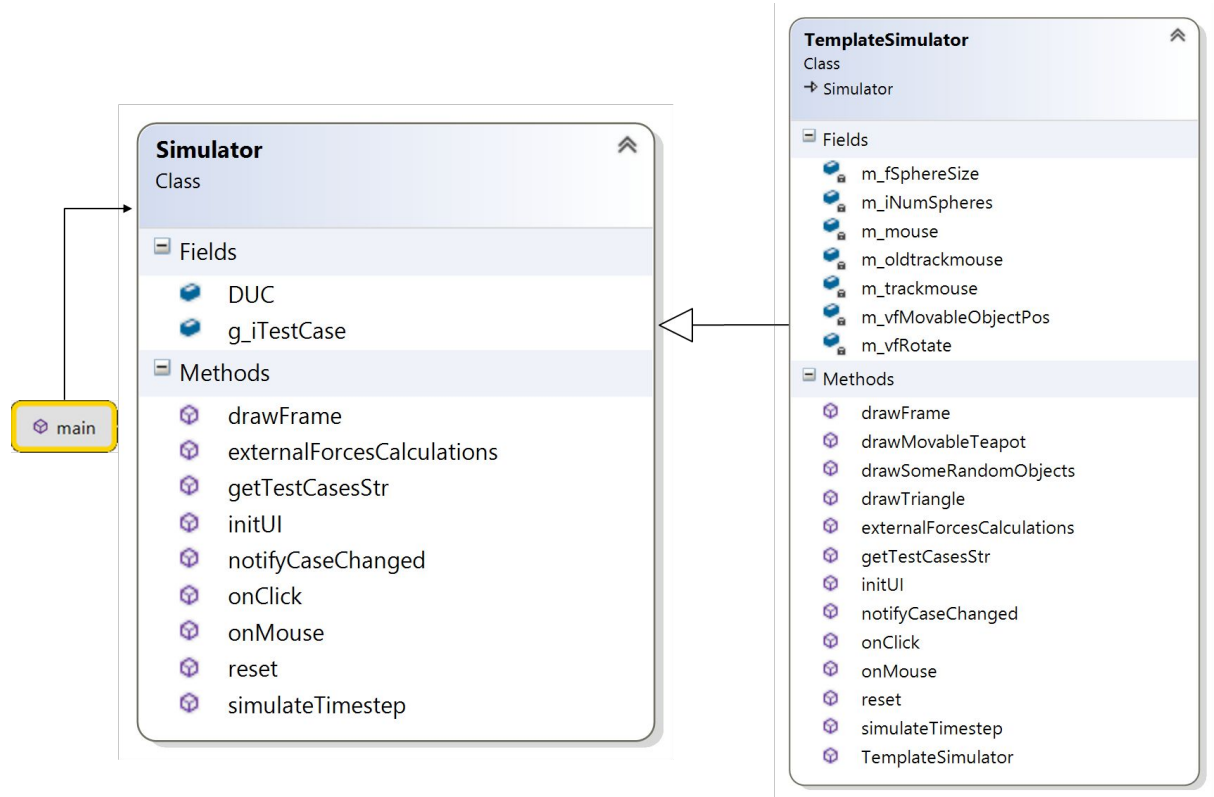 main
Simulator
Class
Fields
DUC
g_iTestCase
Methods
drawFrame
externalForcesCalculations
getTestCasesStr
initUI
notifyCaseChanged
onClick
onMouse
reset
simulateTimestep
TemplateSimulator
Class
Simulator
Fields
m_fSphereSize
m_iNumSpheres
m_mouse
m_oldtrackmouse
m_trackmouse
m_vfMovableObjectPos
m_vfRotate
Methods
drawFrame
drawMovableTeapot
drawSomeRandomObjects
drawTriangle
externalForcesCalculations
getTestCasesStr
initUI
notifyCaseChanged
onClick
onMouse
reset
simulateTimestep
TemplateSimulator